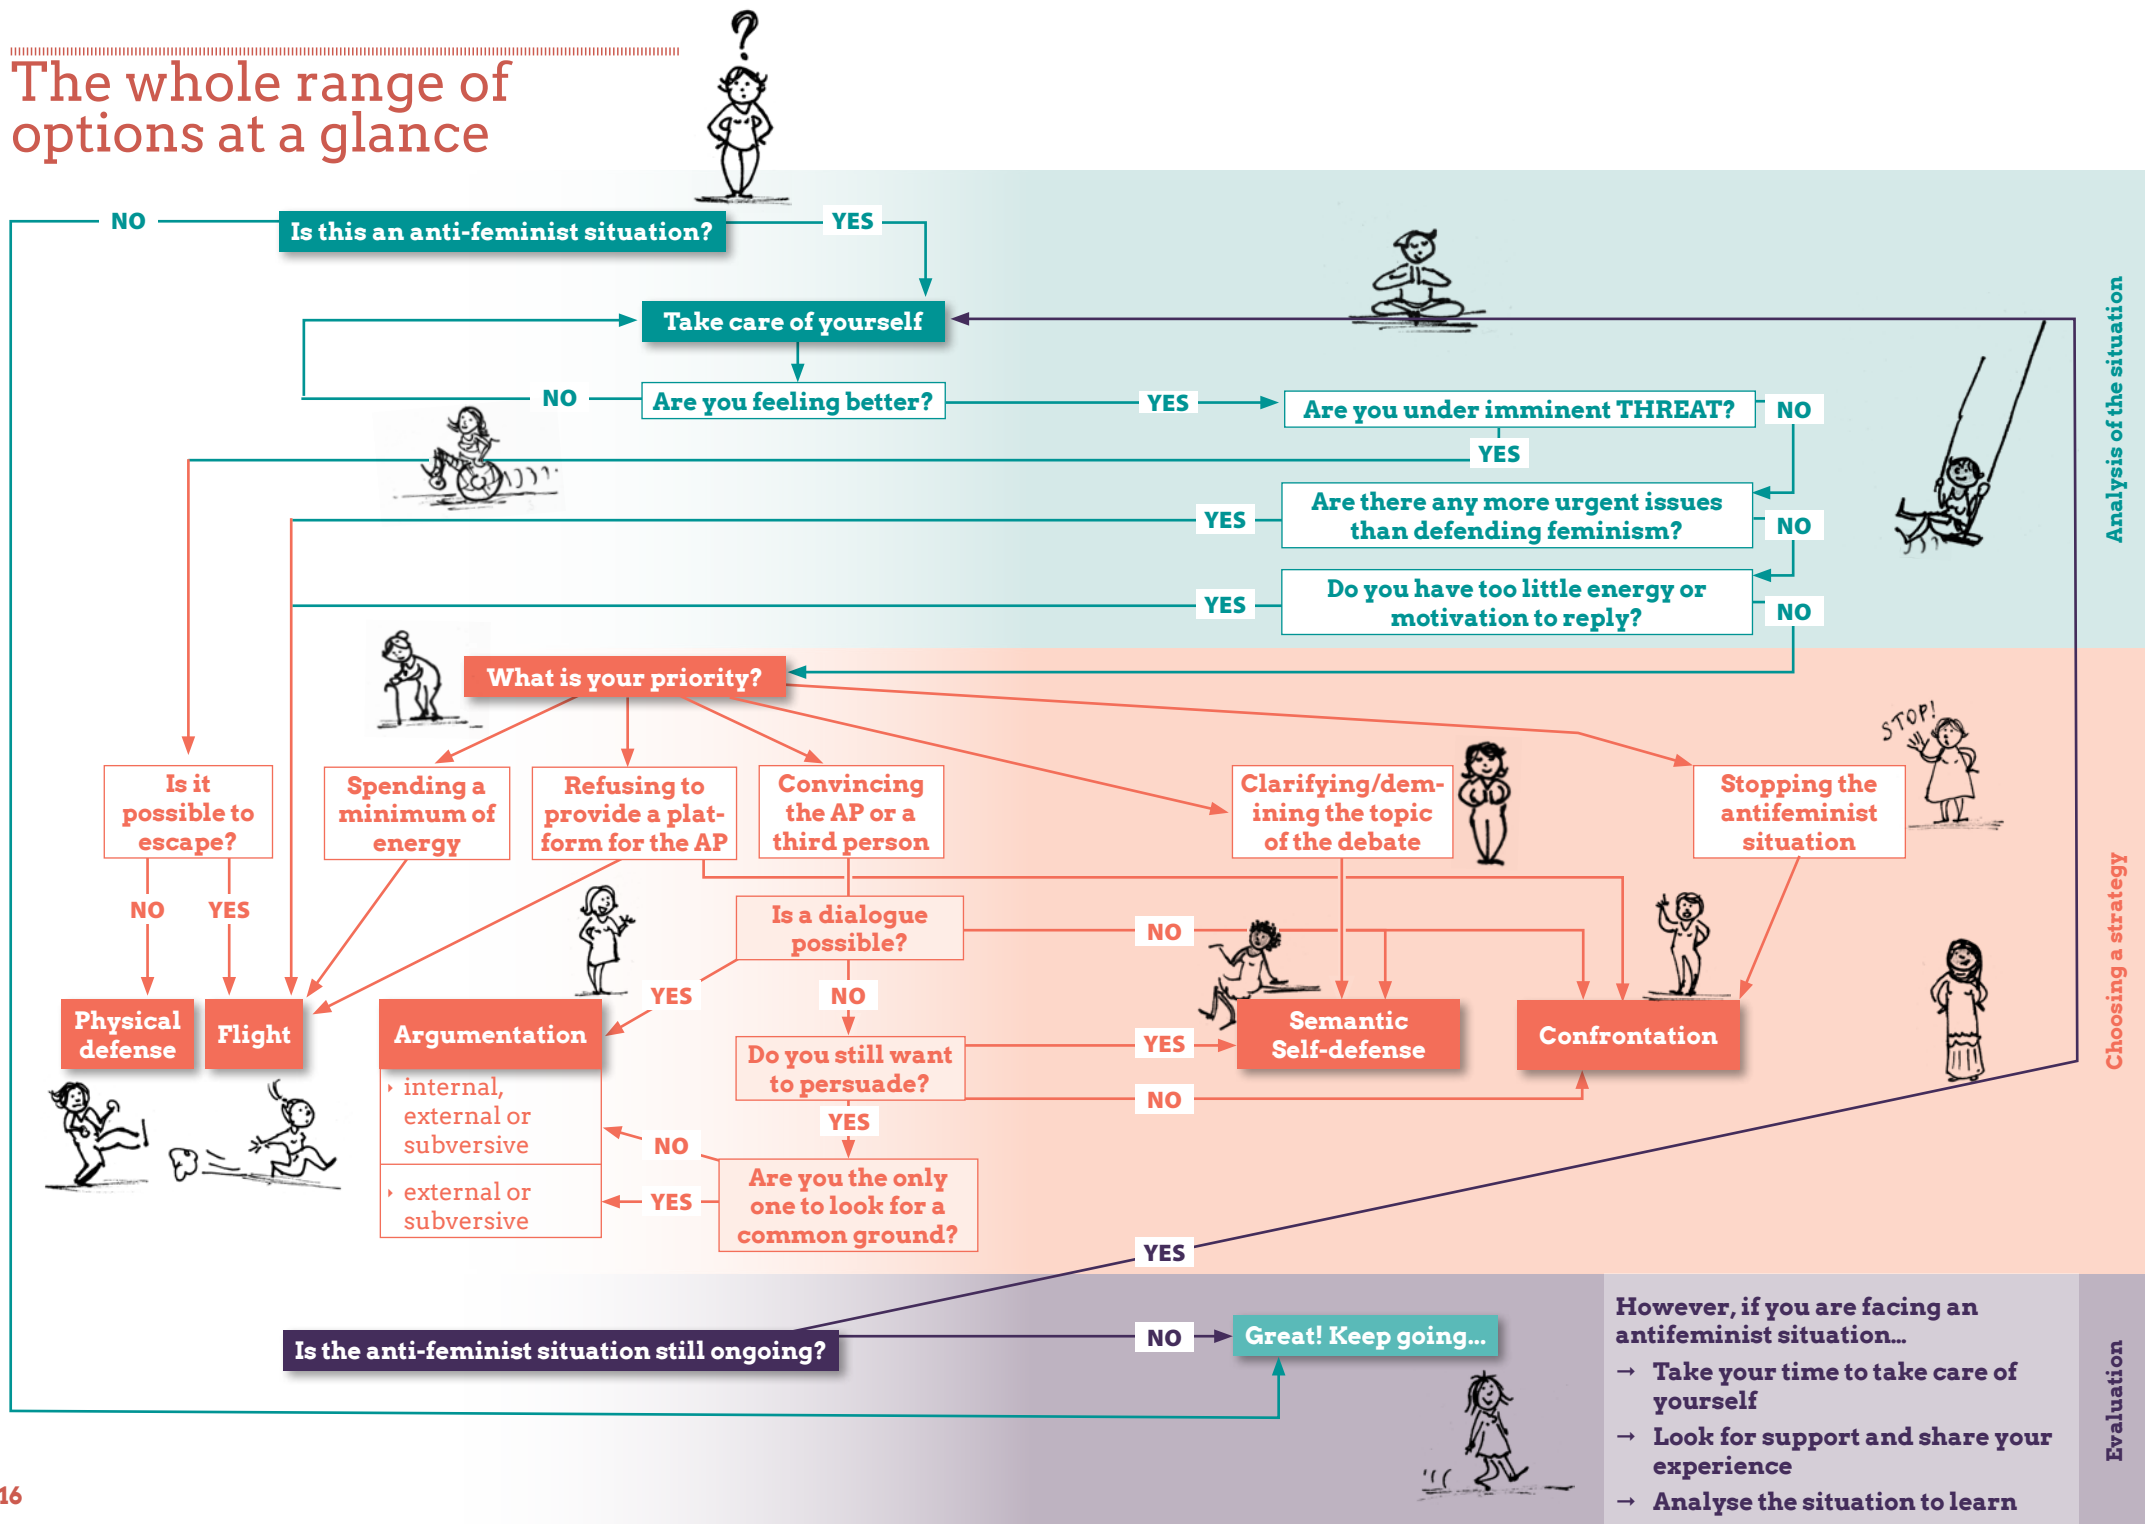 ?
The whole range of
options at a glance
NO
Is this an anti-feminist situation?
YES
Take care of yourself
NO
Are you feeling better?
YES
Are you under imminent THREAT?
NO
YES
YES
Are there any more urgent issues
than defending feminism?
NO
YES
Do you have too little energy or
motivation to reply?
NO
Analysis of the situation
What is your priority?
STOP!
Is it
possible to
escape?
Spending a
minimum of
energy
Refusing to
provide a plat-
form for the AP
Convincing
the AP or a
third person
Clarifying/dem-
ining the topic
of the debate
Stopping the
antifeminist
situation
NO
YES
Is a dialogue
possible?
NO
YES
NO
Physical
defense
Flight
Argumentation
Semantic
Self-defense
Confrontation
Do you still want
to persuade?
YES
NO
YES
‣ internal,
external or
subversive
NO
‣ external or
subversive
YES
Are you the only
one to look for a
common ground?
Choosing a strategy
YES
Is the anti-feminist situation still ongoing?
NO
Great! Keep going...
However, if you are facing an
antifeminist situation...
→ Take your time to take care of
yourself
→ Look for support and share your
experience
→ Analyse the situation to learn
Evaluation
16